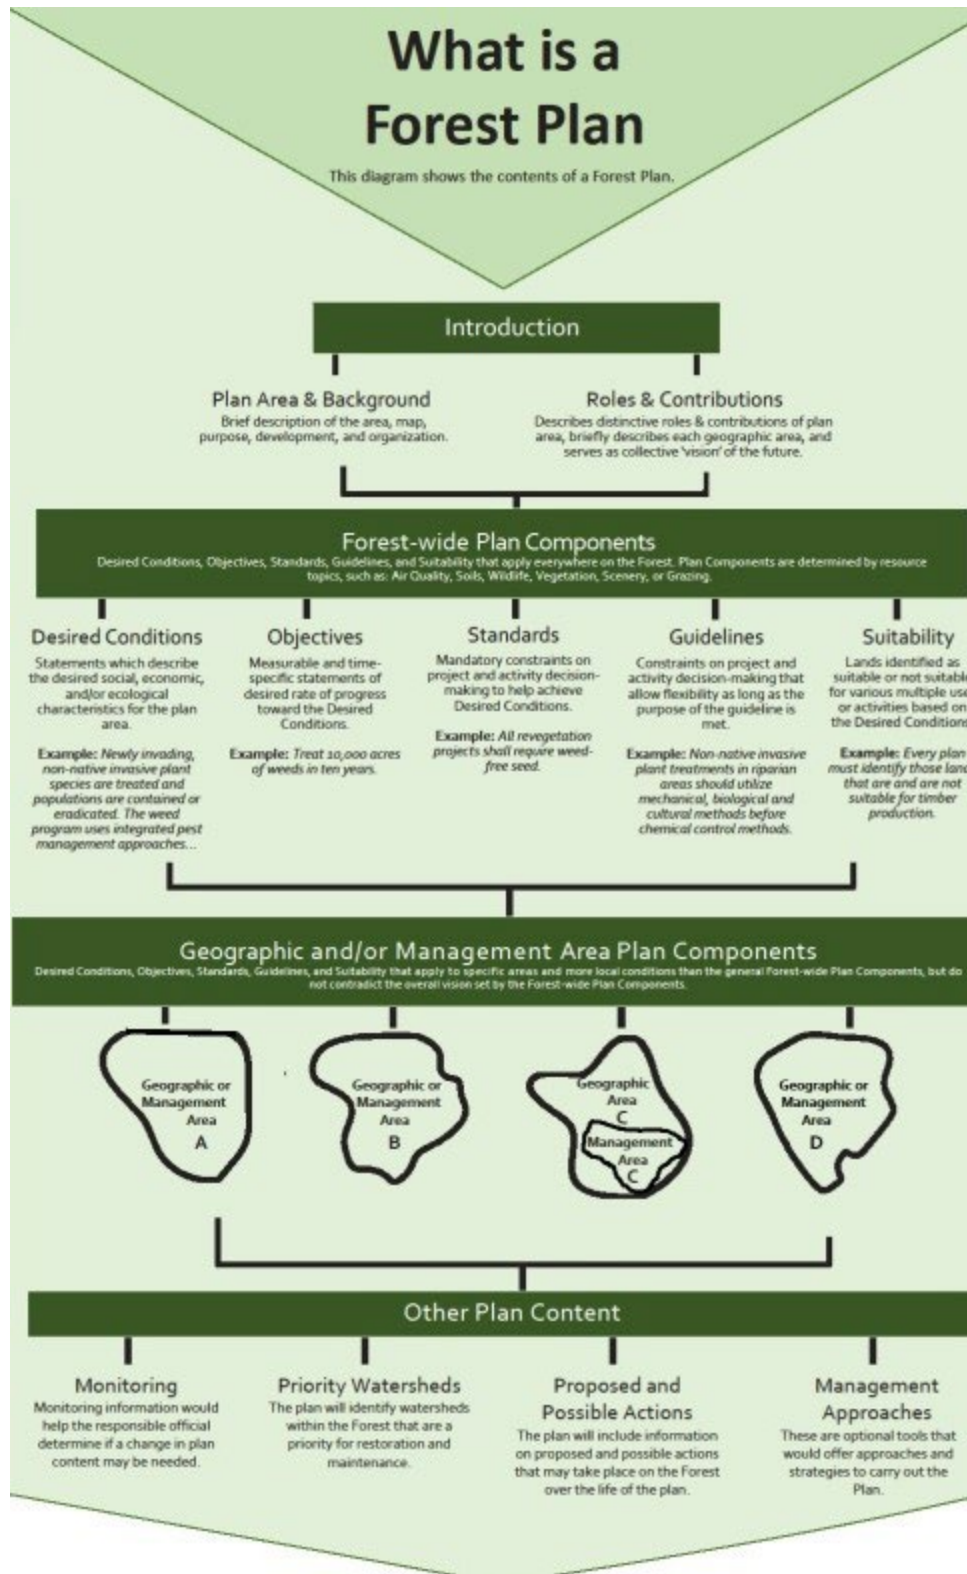 What is a
Forest Plan
This diagram shows the contents of a Forest Plan.
Introduction
Plan Area & Background
Brief description of the area, map,
purpose, development, and organization.
Roles & Contributions
Describes distinctive roles & contributions of plan
area, briefly describes each geographic area, and
serves as collective 'vision' of the future.
Forest-wide Plan Components
Desired Conditions, Objectives, Standards, Guidelines, and Suitability that apply everywhere on the Forest. Plan Components are determined by resource
topics, such as: Air Quality, Soils, Wildlife, Vegetation, Scenery, or Grazing.
Desired Conditions
Statements which describe
the desired social, economic,
and/or ecological
characteristics for the plan
area.
Example: Newly invading,
non-native invasive plant
species are treated and
populations are contained or
eradicated. The weed
program uses integrated pest
management approaches...
Objectives
Measurable and time-
specific statements of
desired rate of progress
toward the Desired
Conditions.
Example: Treat 10,000 acres
of weeds in ten years.
Standards
Mandatory constraints on
project and activity decision-
making to help achieve
Desired Conditions.
Example: All revegetation
projects shall require weed-
free seed.
Guidelines
Constraints on project and
activity decision-making that
allow flexibility as long as the
purpose of the guideline is
met.
Example: Non-native invasive
plant treatments in riparian
areas should utilize
mechanical, biological and
cultural methods before
chemical control methods.
Suitability
Lands identified as
suitable or not suitable
for various multiple use
or activities based on
the Desired Conditions
Example: Every plan
must identify those land
that are and are not
suitable for timber
production.
Geographic and/or Management Area Plan Components
Desired Conditions, Objectives, Standards, Guidelines, and Suitability that apply to specific areas and more local conditions than the general Forest-wide Plan Components, but do
not contradict the overall vision set by the Forest-wide Plan Components.
Geographic or
Management
Area
A
Geographic or
Management
Area
B
Geographic
Area
C
Management
Area
C
Geographic or
Management
Area
D
Other Plan Content
Monitoring
Monitoring information would
help the responsible official
determine if a change in plan
content may be needed.
Priority Watersheds
The plan will identify watersheds
within the Forest that are a
priority for restoration and
maintenance.
Proposed and
Possible Actions
The plan will include information
on proposed and possible actions
that may take place on the Forest
over the life of the plan.
Management
Approaches
These are optional tools that
would offer approaches and
strategies to carry out the
Plan.